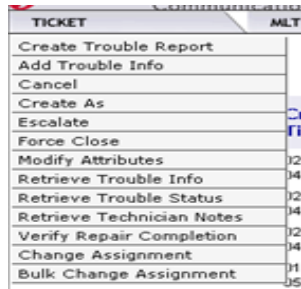 TICKET MLT
Create Trouble Report
Add Trouble Info
Cancel
Create As
Escalate
Force Close
Modify Attributes
Retrieve Trouble Info
Retrieve Trouble Status
Retrieve Technician Notes
Verify Repair Completion
Change Assignment
Bulk Change Assignment